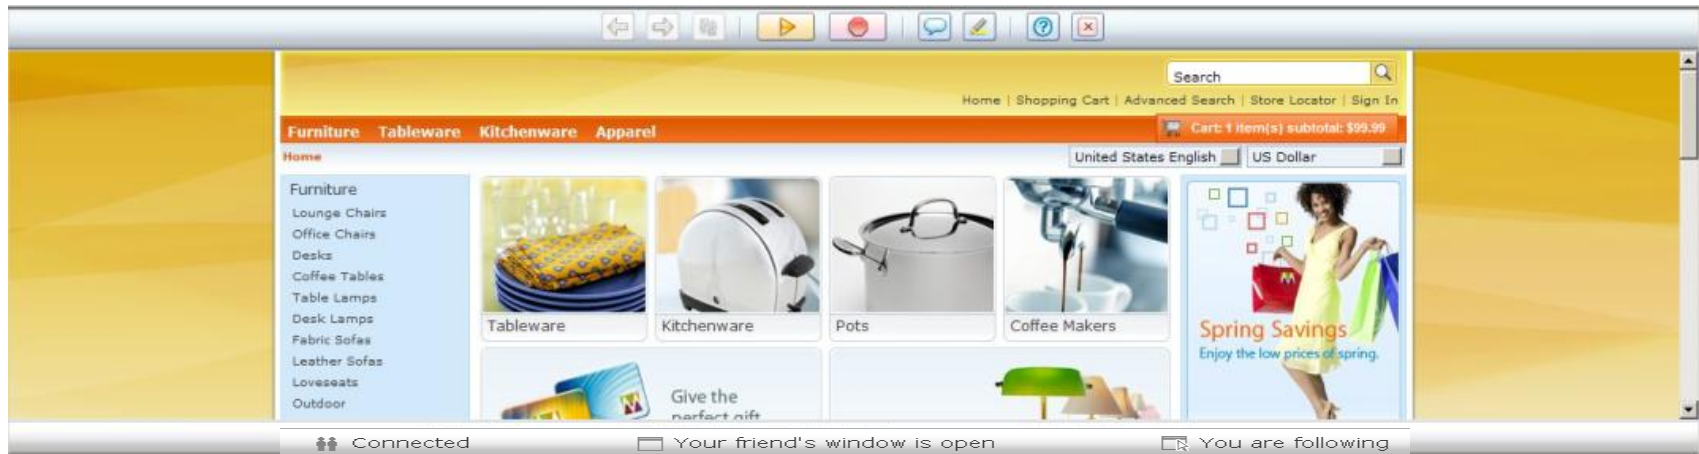 Search
Home | Shopping Cart | Advanced Search | Store Locator | Sign In
Furniture Tableware Kitchenware Apparel
Cart: 1 item(s) subtotal: $99.99
Home
United States English
US Dollar
Furniture
Lounge Chairs
Office Chairs
Desks
Coffee Tables
Table Lamps
Desk Lamps
Fabric Sofas
Leather Sofas
Loveseats
Outdoor
Tableware
Kitchenware
Pots
Coffee Makers
Give the
perfect gift
Spring Savings
Enjoy the low prices of spring.
Connected
Your friend's window is open
You are following